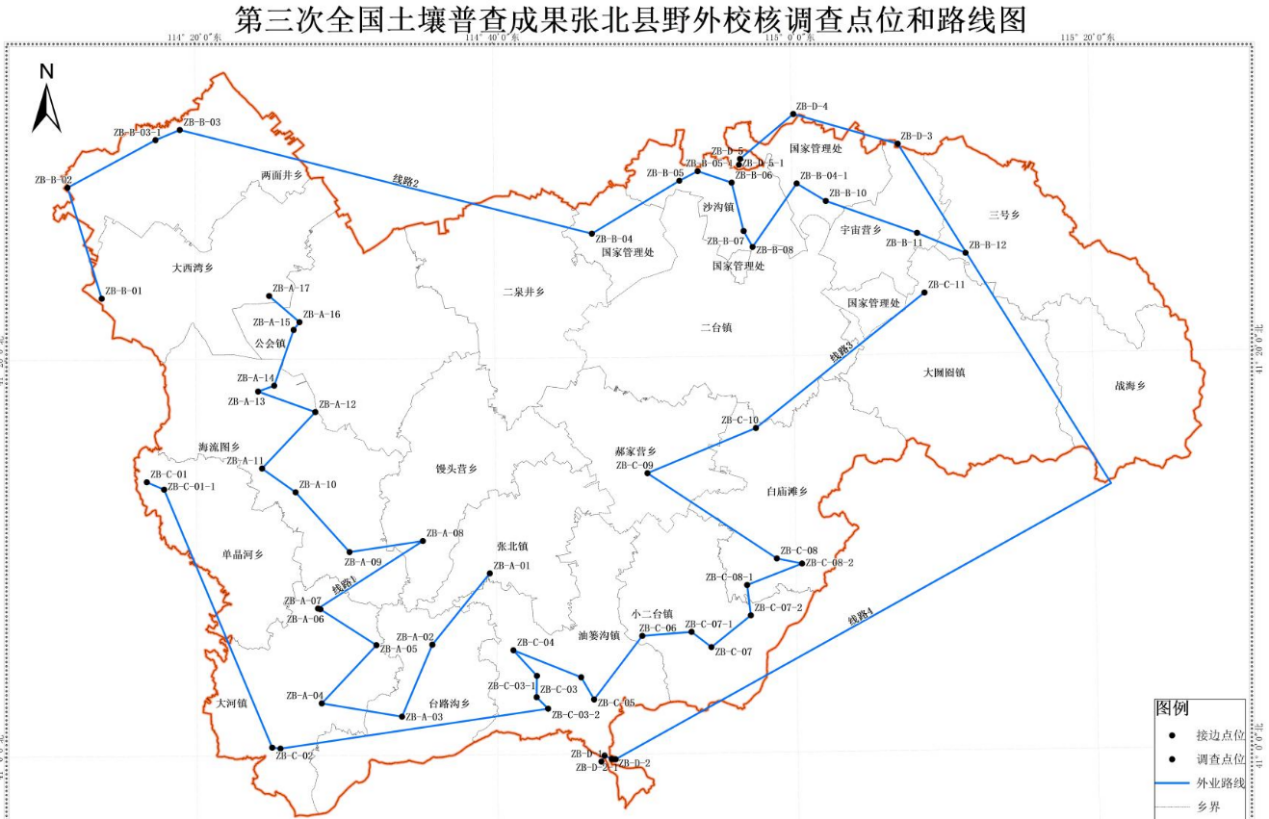 第三次全国土壤普查成果张北县野外校核调查点位和路线图
114° 20′0″东
114° 40′0″东
115° 0′0″东
115° 20′0″东
N
ZB-D-4
ZB-B-03
ZB-B-03-1
ZB-D-3
国家管理处
ZB-D-5
ZB-D-5-1
ZB-B-05-1
ZB-B-02
两面井乡
线路2
ZB-B-05
ZB-B-06
ZB-B-04-1
ZB-B-10
沙沟镇
三号乡
ZB-B-04
国家管理处
ZB-B-07
ZB-B-08
宇宙营乡
ZB-B-11
ZB-B-12
国家管理处
大西湾乡
ZB-B-01
ZB-A-17
二泉井乡
ZB-C-11
国家管理处
ZB-A-16
ZB-A-15
公会镇
二台镇
线路3
41° 20′0″北
ZB-A-14
ZB-A-13
大囫囵镇
战海乡
ZB-A-12
ZB-C-10
海流图乡
ZB-A-11
馒头营乡
郝家营乡
ZB-C-09
ZB-C-01
ZB-C-01-1
ZB-A-10
白庙滩乡
单晶河乡
ZB-A-09
ZB-A-08
张北镇
ZB-A-01
ZB-C-08
ZB-C-08-2
ZB-C-08-1
线路1
ZB-A-07
ZB-A-06
小二台镇
ZB-C-07-2
线路4
ZB-C-06
ZB-C-07-1
ZB-A-05
ZB-A-02
ZB-C-04
油篓沟镇
ZB-C-07
ZB-C-03-1
ZB-C-03
大河镇
ZB-A-04
台路沟乡
ZB-A-03
ZB-C-05
ZB-C-03-2
ZB-C-02
ZB-D-1
ZB-D-2
ZB-D-2-1
41° 0′0″北
图例
接边点位
调查点位
外业路线
乡界